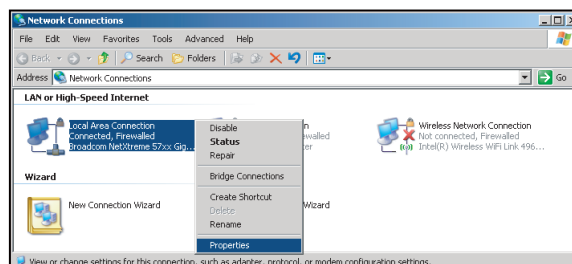 Network Connections
File Edit View Favorites Tools Advanced Help
Back Search Folders
Address Network Connections Go
LAN or High-Speed Internet
Local Area Connection
Connected, Firewalled
Broadcom NetXtreme 57xx Gig...
Disable
Status
Repair
Bridge Connections
Create Shortcut
Delete
Rename
Properties
Wireless Network Connection
Not connected, Firewalled
Intel(R) Wireless WiFi Link 496...
Wizard
New Connection Wizard
Wizard
View or change settings for this connection, such as adapter, protocol, or modem configuration settings.